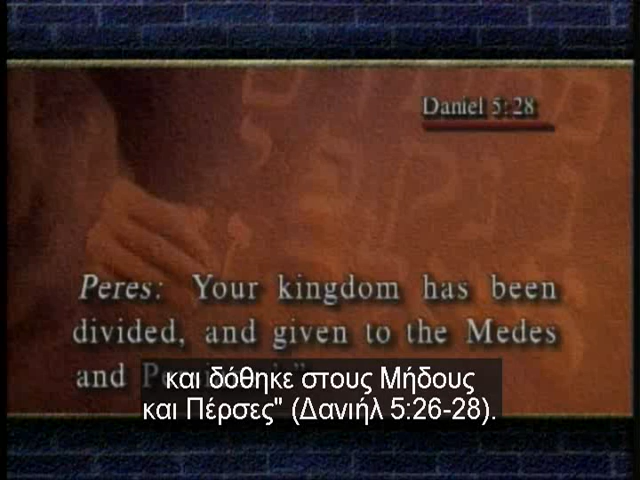 Daniel 5:28
Peres: Your kingdom has been
divided, and given to the Medes
and
και δόθηκε στους Μήδους
και Πέρσες" (Δανιήλ 5:26-28).